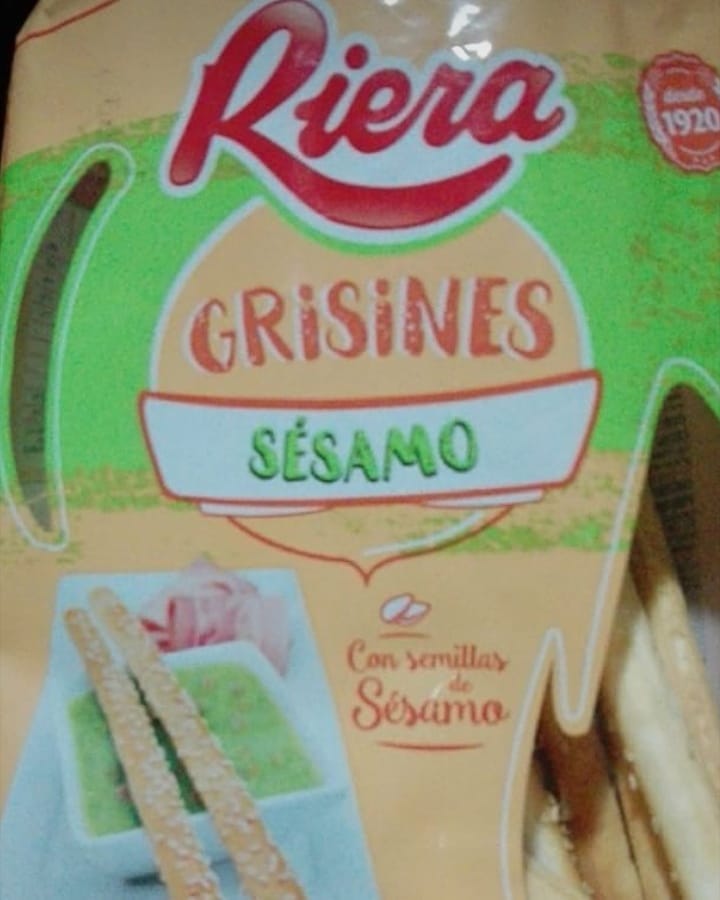 Riera
desde
1920
GRISINES
SÉSAMO
Con semillas
de
Sésamo